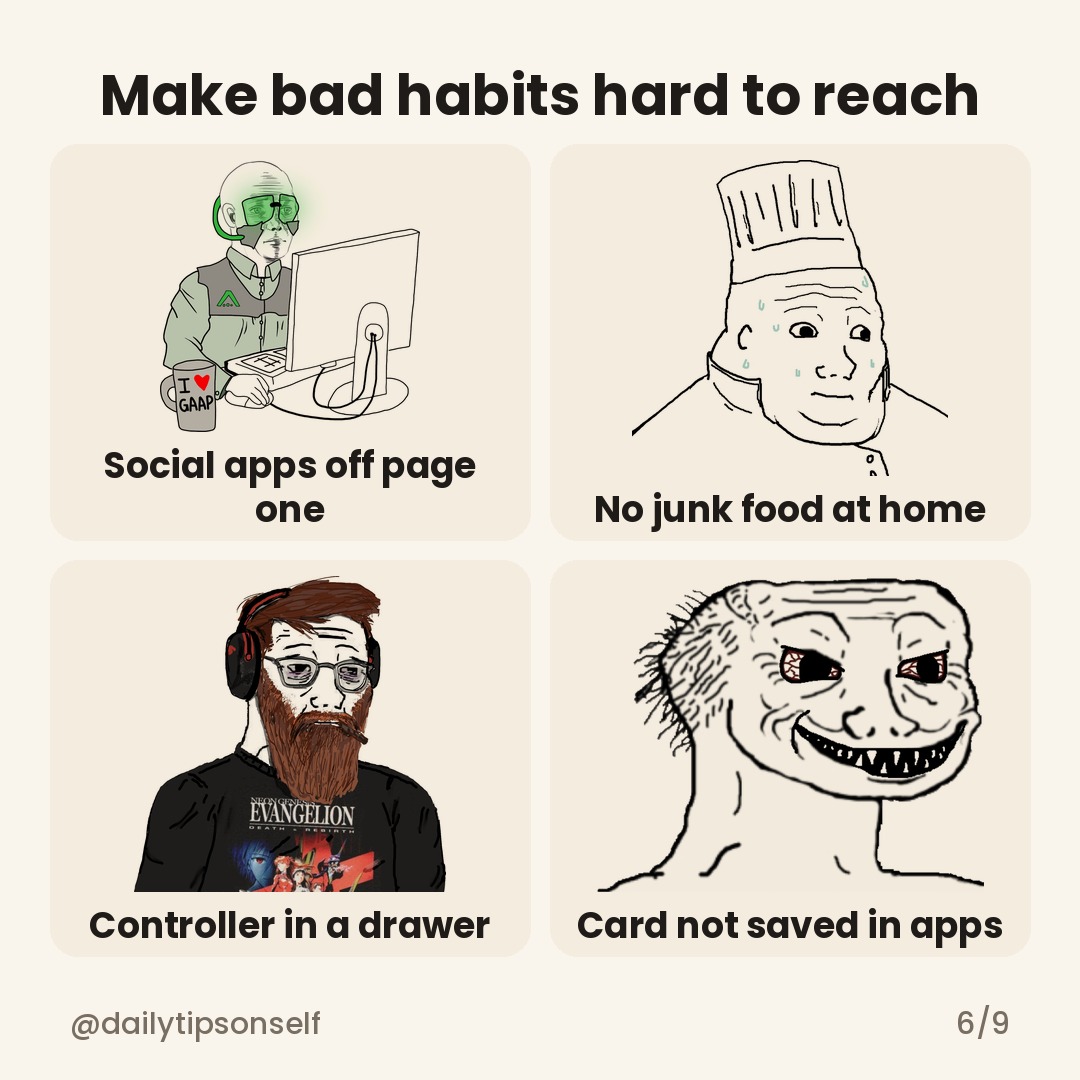 Make bad habits hard to reach
I ❤ GAAP
Social apps off page
one
No junk food at home
NEON GENESIS
EVANGELION
DEATH & REBIRTH
Controller in a drawer
Card not saved in apps
@dailytipsonself
6/9